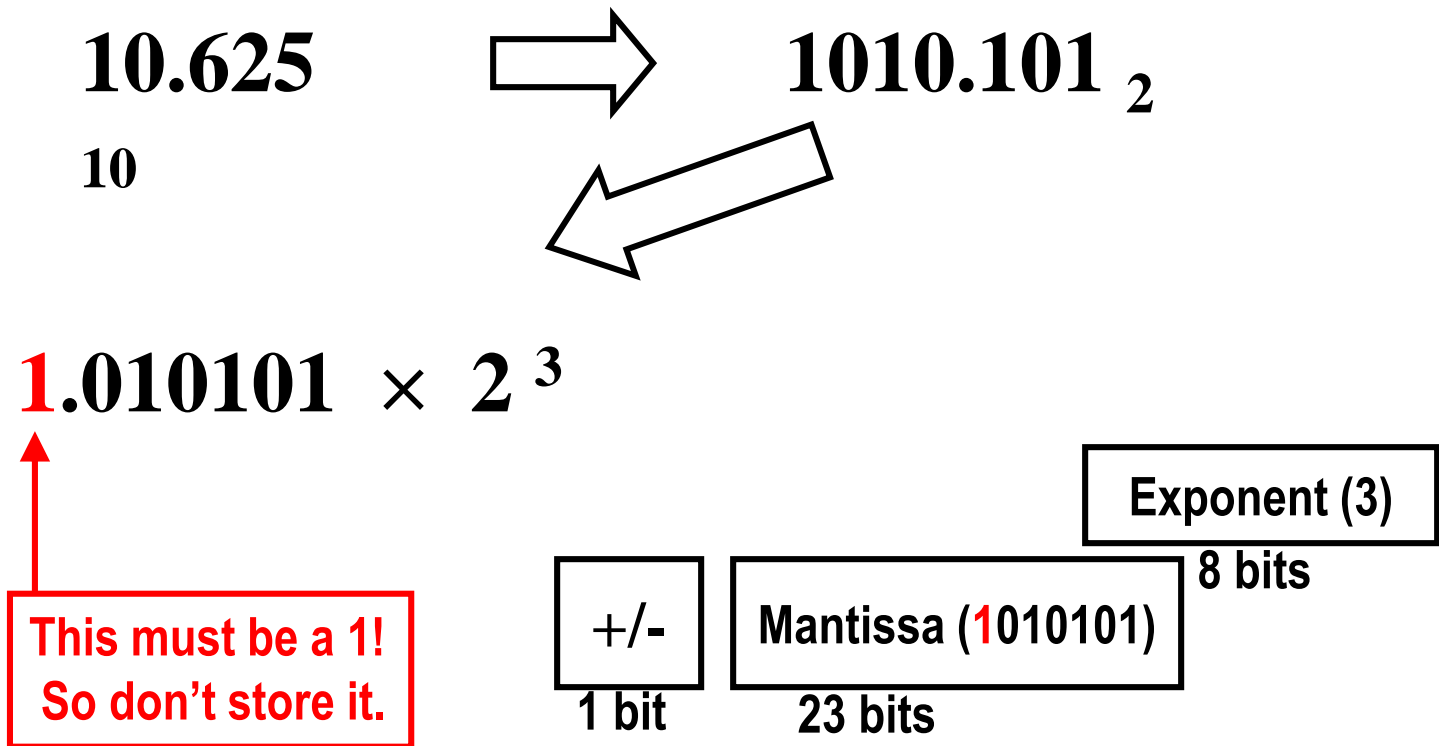 10.625 1010.101 2
10
1.010101 × 2 3
Exponent (3)
8 bits
This must be a 1!
So don't store it.
+/- Mantissa (1010101)
1 bit 23 bits